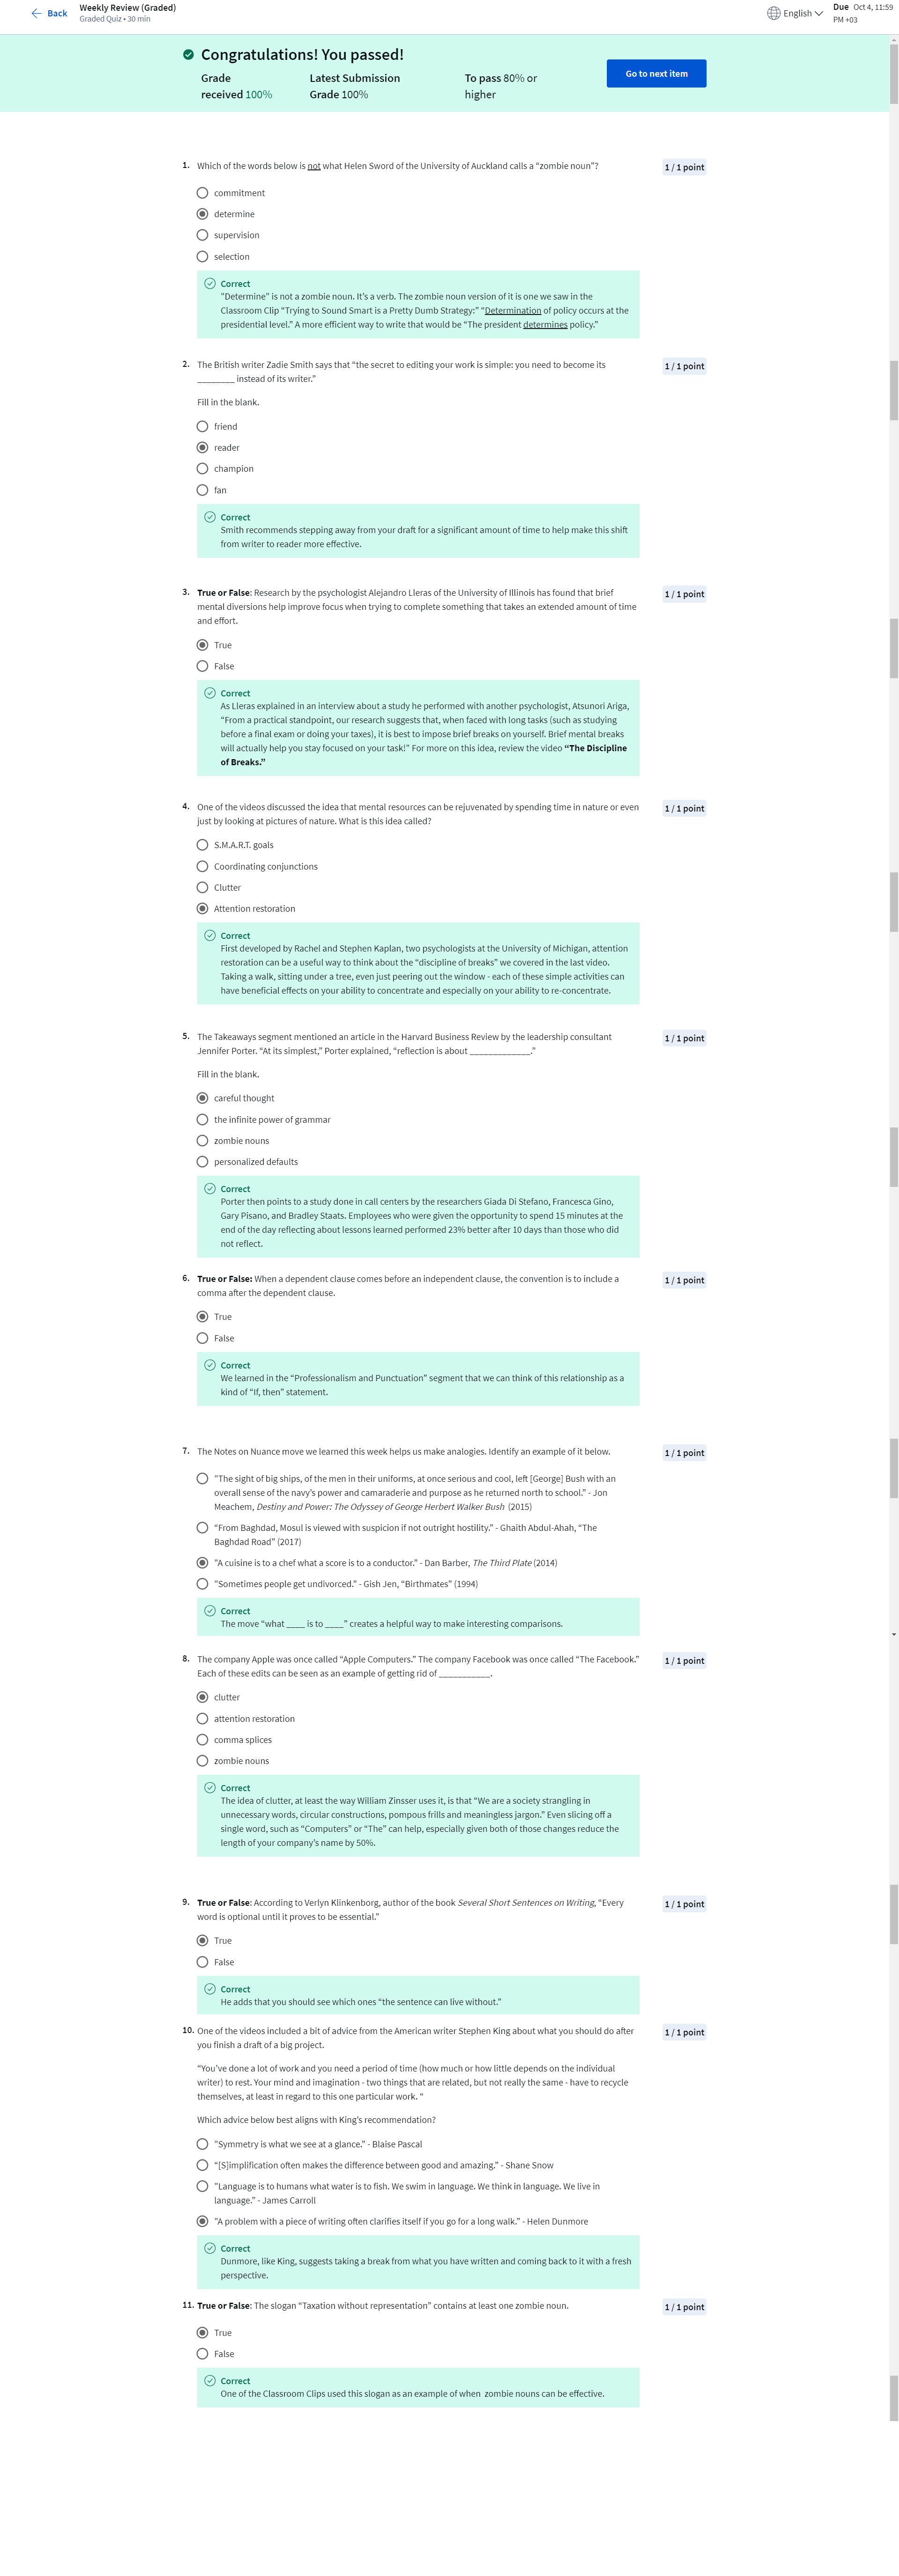 Back
Weekly Review (Graded)
Graded Quiz • 30 min
English
Due Oct 4, 11:59
PM +03
Congratulations! You passed!
Grade
received 100%
Latest Submission
Grade 100%
To pass 80% or
higher
Go to next item
1. Which of the words below is not what Helen Sword of the University of Auckland calls a “zombie noun”?
1 / 1 point
commitment
determine
supervision
selection
Correct
"Determine" is not a zombie noun. It’s a verb. The zombie noun version of it is one we saw in the
Classroom Clip “Trying to Sound Smart is a Pretty Dumb Strategy:” “Determination of policy occurs at the
presidential level.” A more efficient way to write that would be “The president determines policy.”
2. The British writer Zadie Smith says that “the secret to editing your work is simple: you need to become its
________ instead of its writer.”
1 / 1 point
Fill in the blank.
friend
reader
champion
fan
Correct
Smith recommends stepping away from your draft for a significant amount of time to help make this shift
from writer to reader more effective.
3. True or False: Research by the psychologist Alejandro Lleras of the University of Illinois has found that brief
mental diversions help improve focus when trying to complete something that takes an extended amount of time
and effort.
1 / 1 point
True
False
Correct
As Lleras explained in an interview about a study he performed with another psychologist, Atsunori Ariga,
“From a practical standpoint, our research suggests that, when faced with long tasks (such as studying
before a final exam or doing your taxes), it is best to impose brief breaks on yourself. Brief mental breaks
will actually help you stay focused on your task!” For more on this idea, review the video “The Discipline
of Breaks.”
4. One of the videos discussed the idea that mental resources can be rejuvenated by spending time in nature or even
just by looking at pictures of nature. What is this idea called?
1 / 1 point
S.M.A.R.T. goals
Coordinating conjunctions
Clutter
Attention restoration
Correct
First developed by Rachel and Stephen Kaplan, two psychologists at the University of Michigan, attention
restoration can be a useful way to think about the “discipline of breaks” we covered in the last video.
Taking a walk, sitting under a tree, even just peering out the window - each of these simple activities can
have beneficial effects on your ability to concentrate and especially on your ability to re-concentrate.
5. The Takeaways segment mentioned an article in the Harvard Business Review by the leadership consultant
Jennifer Porter. “At its simplest,” Porter explained, “reflection is about _____________.”
1 / 1 point
Fill in the blank.
careful thought
the infinite power of grammar
zombie nouns
personalized defaults
Correct
Porter then points to a study done in call centers by the researchers Giada Di Stefano, Francesca Gino,
Gary Pisano, and Bradley Staats. Employees who were given the opportunity to spend 15 minutes at the
end of the day reflecting about lessons learned performed 23% better after 10 days than those who did
not reflect.
6. True or False: When a dependent clause comes before an independent clause, the convention is to include a
comma after the dependent clause.
1 / 1 point
True
False
Correct
We learned in the “Professionalism and Punctuation” segment that we can think of this relationship as a
kind of “If, then” statement.
7. The Notes on Nuance move we learned this week helps us make analogies. Identify an example of it below.
1 / 1 point
"The sight of big ships, of the men in their uniforms, at once serious and cool, left [George] Bush with an
overall sense of the navy’s power and camaraderie and purpose as he returned north to school.” - Jon
Meachem, Destiny and Power: The Odyssey of George Herbert Walker Bush (2015)
“From Baghdad, Mosul is viewed with suspicion if not outright hostility.” - Ghaith Abdul-Ahah, “The
Baghdad Road” (2017)
"A cuisine is to a chef what a score is to a conductor." - Dan Barber, The Third Plate (2014)
"Sometimes people get undivorced." - Gish Jen, “Birthmates” (1994)
Correct
The move “what ____ is to ____” creates a helpful way to make interesting comparisons.
8. The company Apple was once called “Apple Computers.” The company Facebook was once called “The Facebook.”
Each of these edits can be seen as an example of getting rid of ___________.
1 / 1 point
clutter
attention restoration
comma splices
zombie nouns
Correct
The idea of clutter, at least the way William Zinsser uses it, is that “We are a society strangling in
unnecessary words, circular constructions, pompous frills and meaningless jargon.” Even slicing off a
single word, such as “Computers” or “The” can help, especially given both of those changes reduce the
length of your company’s name by 50%.
9. True or False: According to Verlyn Klinkenborg, author of the book Several Short Sentences on Writing, “Every
word is optional until it proves to be essential.”
1 / 1 point
True
False
Correct
He adds that you should see which ones “the sentence can live without.”
10. One of the videos included a bit of advice from the American writer Stephen King about what you should do after
you finish a draft of a big project.
1 / 1 point
“You’ve done a lot of work and you need a period of time (how much or how little depends on the individual
writer) to rest. Your mind and imagination - two things that are related, but not really the same - have to recycle
themselves, at least in regard to this one particular work. “
Which advice below best aligns with King’s recommendation?
"Symmetry is what we see at a glance." - Blaise Pascal
“[S]implification often makes the difference between good and amazing.” - Shane Snow
"Language is to humans what water is to fish. We swim in language. We think in language. We live in
language." - James Carroll
"A problem with a piece of writing often clarifies itself if you go for a long walk." - Helen Dunmore
Correct
Dunmore, like King, suggests taking a break from what you have written and coming back to it with a fresh
perspective.
11. True or False: The slogan “Taxation without representation” contains at least one zombie noun.
1 / 1 point
True
False
Correct
One of the Classroom Clips used this slogan as an example of when zombie nouns can be effective.